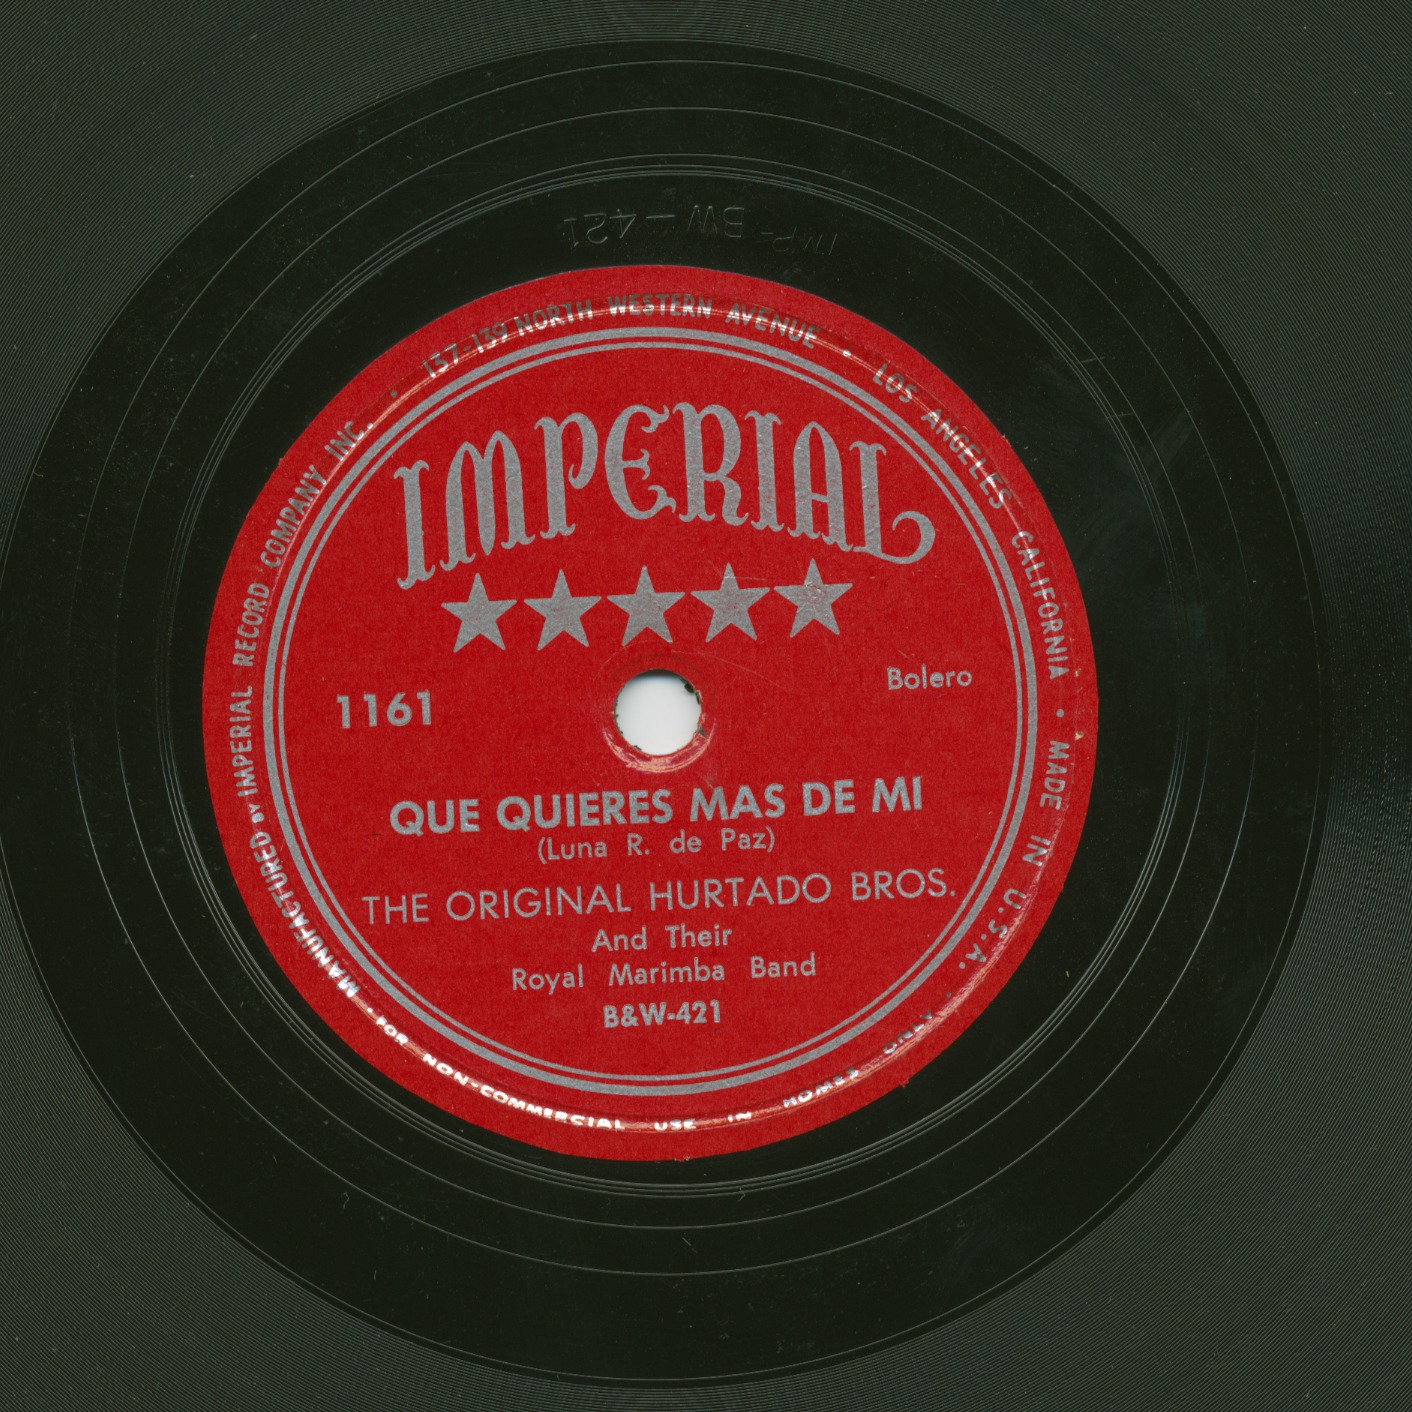 IMP-BW-421
MANUFACTURED BY IMPERIAL RECORD COMPANY INC. • 137-139 NORTH WESTERN AVENUE • LOS ANGELES CALIFORNIA • MADE IN U.S.A.
IMPERIAL
Bolero
1161
QUE QUIERES MAS DE MI
(Luna R. de Paz)
THE ORIGINAL HURTADO BROS.
And Their
Royal Marimba Band
B&W-421
• FOR NON-COMMERCIAL USE IN HOMES ONLY •